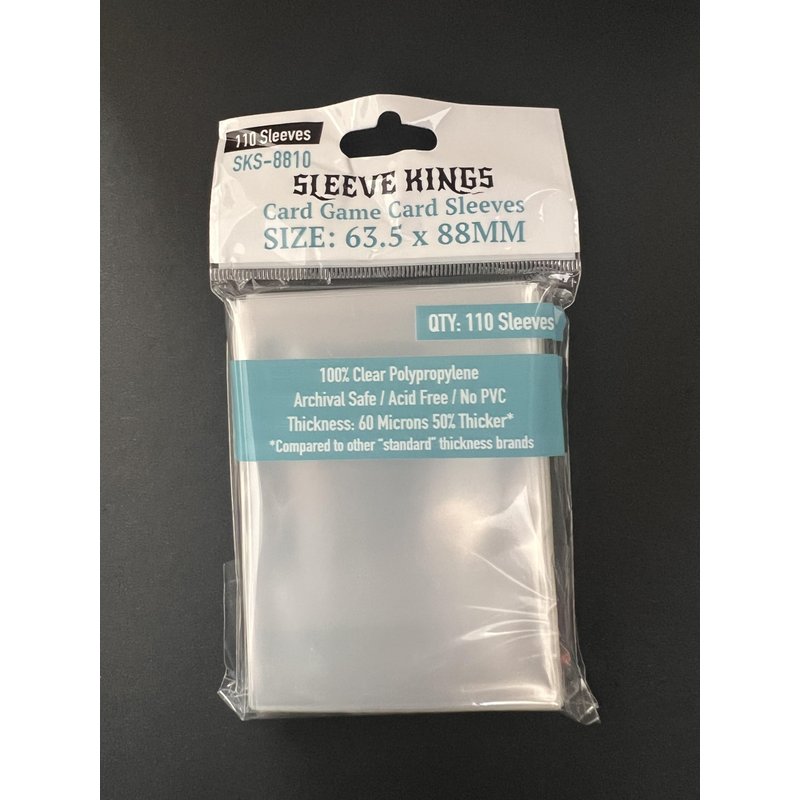 110 Sleeves
SKS-8810
SLEEVE KINGS
Card Game Card Sleeves
SIZE: 63.5 x 88MM
QTY: 110 Sleeves
100% Clear Polypropylene
Archival Safe / Acid Free / No PVC
Thickness: 60 Microns 50% Thicker*
*Compared to other "standard" thickness brands